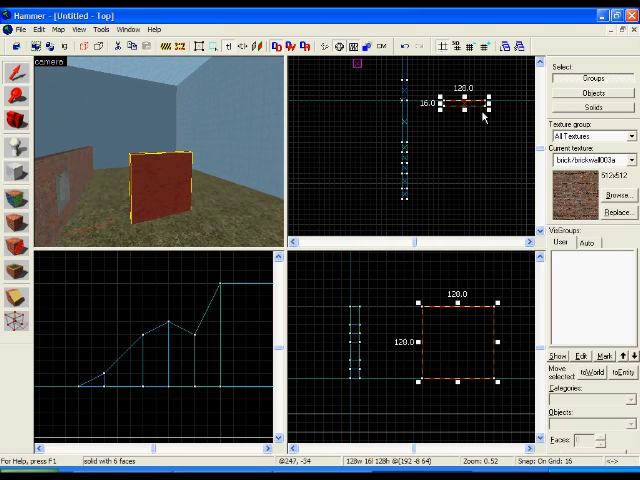 Hammer - [Untitled - Top]
File Edit Map View Tools Window Help
camera
128.0
16.0
128.0
128.0
Select:
Groups
Objects
Solids
Texture group:
All Textures
Current texture:
brick/brickwall003a
512x512
Browse...
Replace...
VisGroups:
User Auto
Show Edit Mark
Move selected:
toWorld toEntity
Categories:
Objects:
Faces:
For Help, press F1
solid with 6 faces
@247, -34
128w 16l 128h @(192 -8 64)
Zoom: 0.52
Snap: On Grid: 16
<->